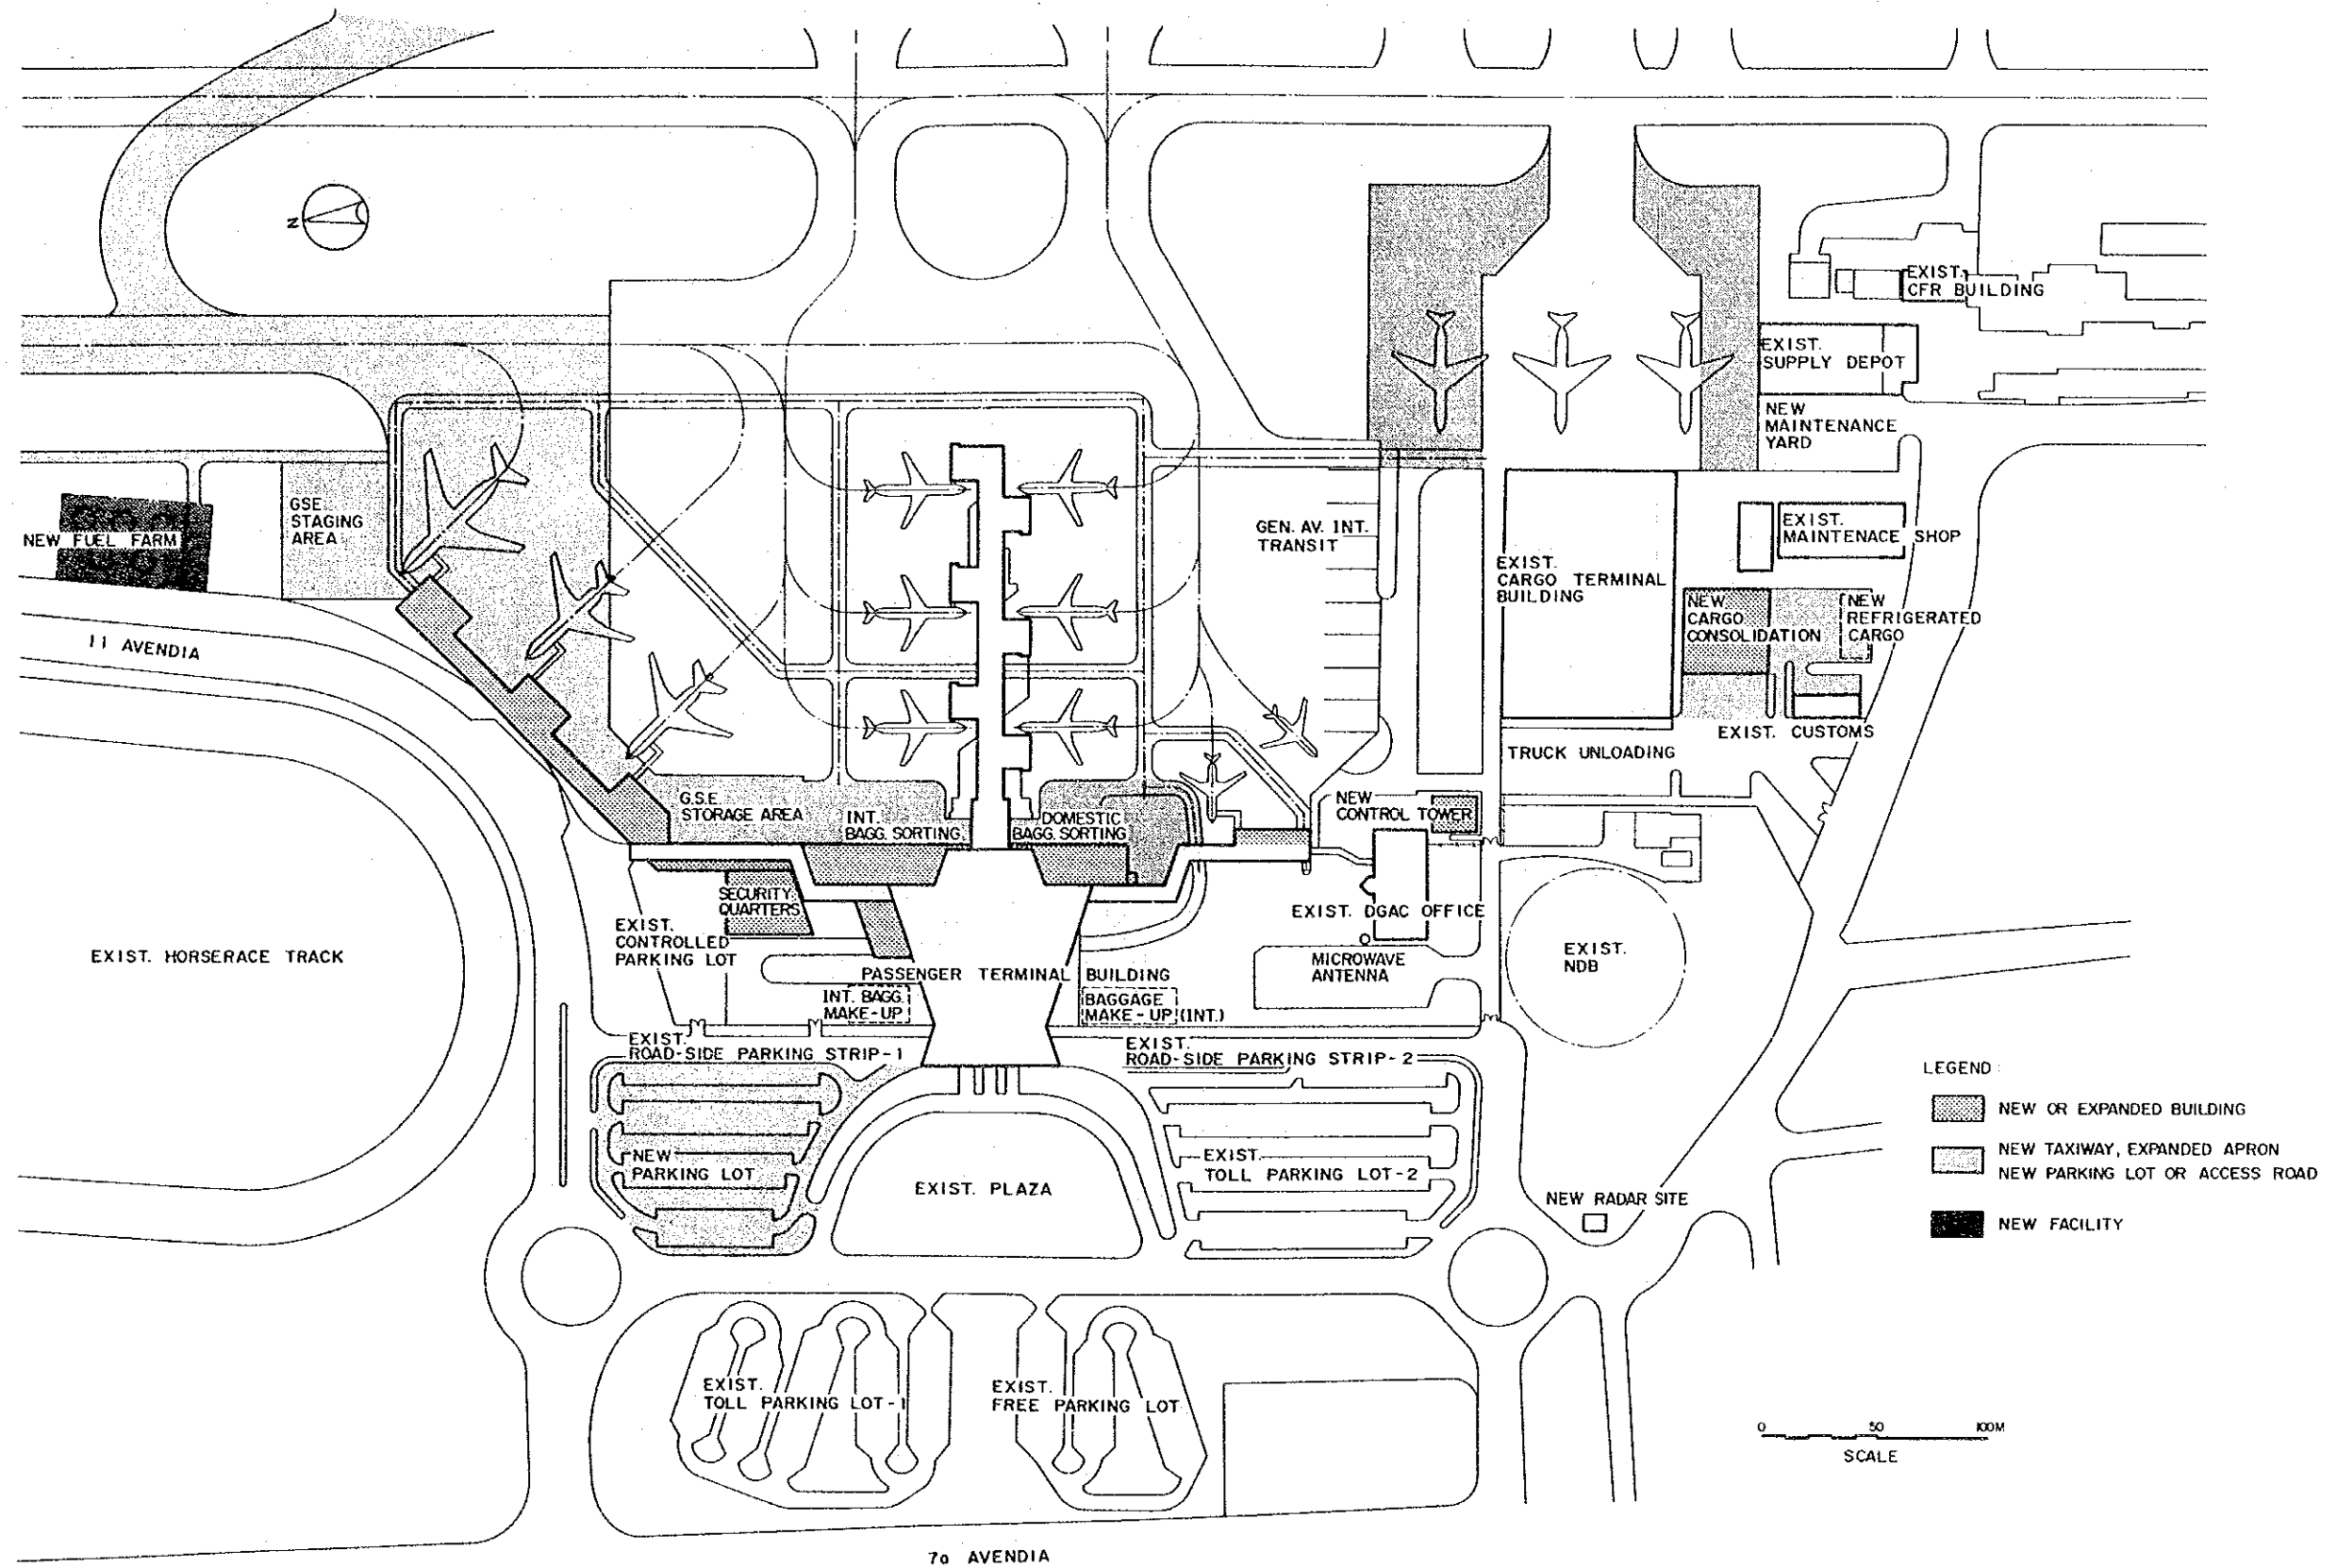 N
EXIST.
CFR BUILDING
EXIST.
SUPPLY DEPOT
NEW
MAINTENANCE
YARD
GSE
STAGING
AREA
NEW FUEL FARM
GEN. AV. INT.
TRANSIT
EXIST.
MAINTENACE SHOP
EXIST.
CARGO TERMINAL
BUILDING
NEW
CARGO
CONSOLIDATION
NEW
REFRIGERATED
CARGO
11 AVENDIA
EXIST. CUSTOMS
TRUCK UNLOADING
G.S.E.
STORAGE AREA
INT.
BAGG. SORTING
DOMESTIC
BAGG. SORTING
NEW
CONTROL TOWER
SECURITY
QUARTERS
EXIST.
CONTROLLED
PARKING LOT
EXIST. DGAC OFFICE
EXIST. HORSERACE TRACK
EXIST.
NDB
MICROWAVE
ANTENNA
PASSENGER TERMINAL BUILDING
INT. BAGG.
MAKE-UP
BAGGAGE
MAKE-UP (INT.)
EXIST.
ROAD-SIDE PARKING STRIP-1
EXIST.
ROAD-SIDE PARKING STRIP-2
NEW
PARKING LOT
EXIST. PLAZA
EXIST.
TOLL PARKING LOT-2
NEW RADAR SITE
LEGEND:
NEW OR EXPANDED BUILDING
NEW TAXIWAY, EXPANDED APRON
NEW PARKING LOT OR ACCESS ROAD
NEW FACILITY
EXIST.
TOLL PARKING LOT-1
EXIST.
FREE PARKING LOT
0 50 100M
SCALE
7a AVENDIA